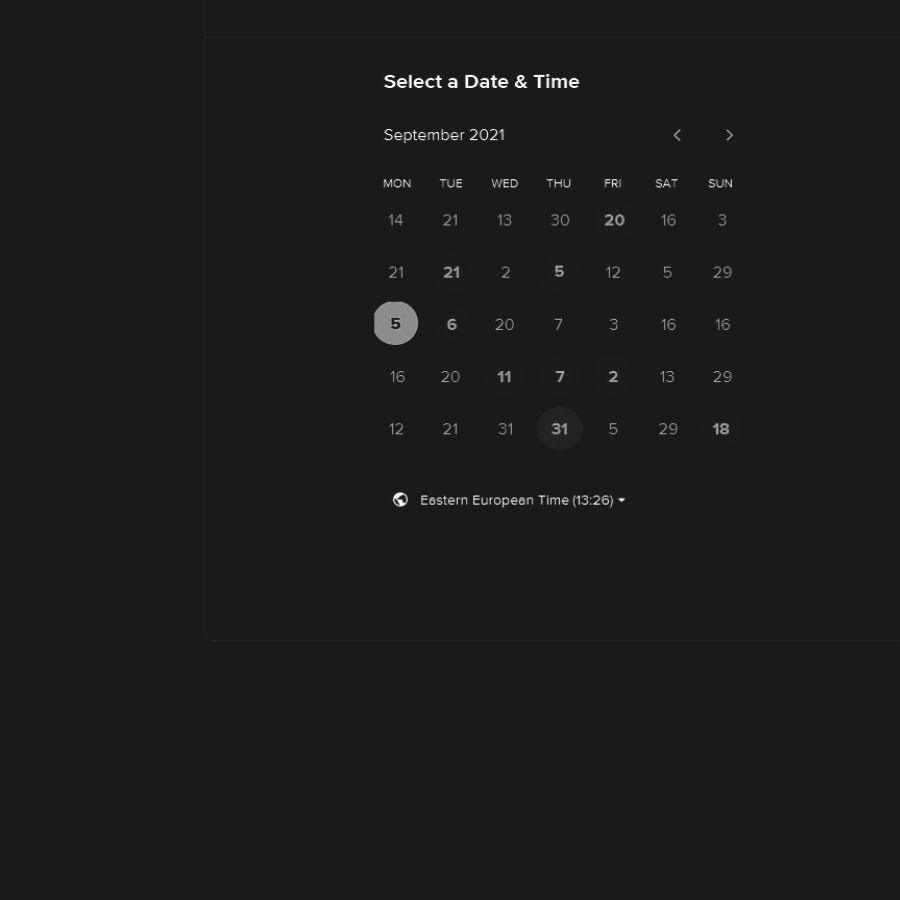 Select a Date & Time
September 2021
MON TUE WED THU FRI SAT SUN
14 21 13 30 20 16 3
21 21 2 5 12 5 29
5 6 20 7 3 16 16
16 20 11 7 2 13 29
12 21 31 31 5 29 18
Eastern European Time (13:26)